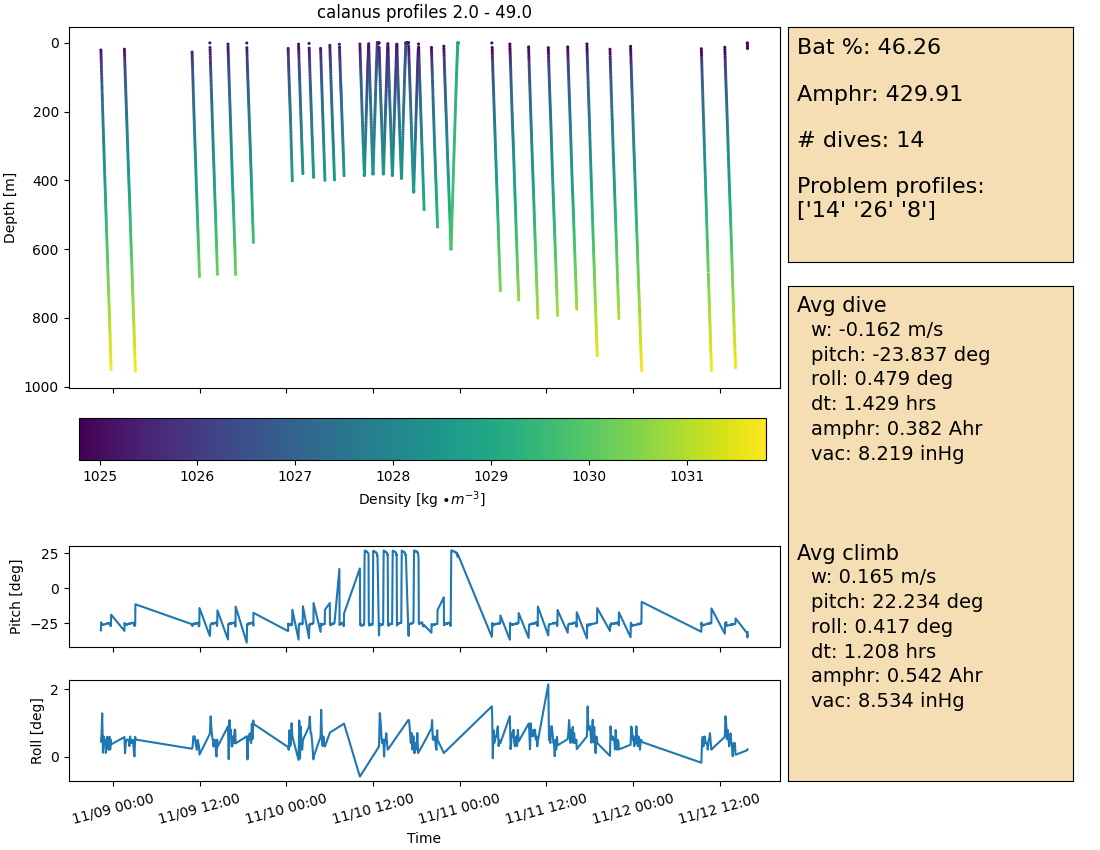 calanus profiles 2.0 - 49.0
0
200
400
600
800
1000
Depth [m]
1025
1026
1027
1028
1029
1030
1031
Density [kg •m⁻³]
25
0
−25
Pitch [deg]
2
0
Roll [deg]
11/09 00:00
11/09 12:00
11/10 00:00
11/10 12:00
11/11 00:00
11/11 12:00
11/12 00:00
11/12 12:00
Time
Bat %: 46.26
Amphr: 429.91
# dives: 14
Problem profiles:
['14' '26' '8']
Avg dive
w: -0.162 m/s
pitch: -23.837 deg
roll: 0.479 deg
dt: 1.429 hrs
amphr: 0.382 Ahr
vac: 8.219 inHg
Avg climb
w: 0.165 m/s
pitch: 22.234 deg
roll: 0.417 deg
dt: 1.208 hrs
amphr: 0.542 Ahr
vac: 8.534 inHg